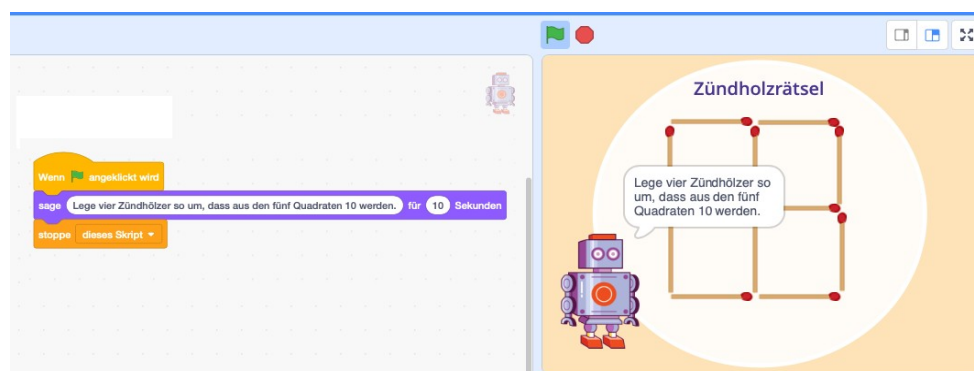 Zündholzrätsel
Wenn angeklickt wird
sage Lege vier Zündhölzer so um, dass aus den fünf Quadraten 10 werden. für 10 Sekunden
stoppe dieses Skript
Lege vier Zündhölzer so
um, dass aus den fünf
Quadraten 10 werden.